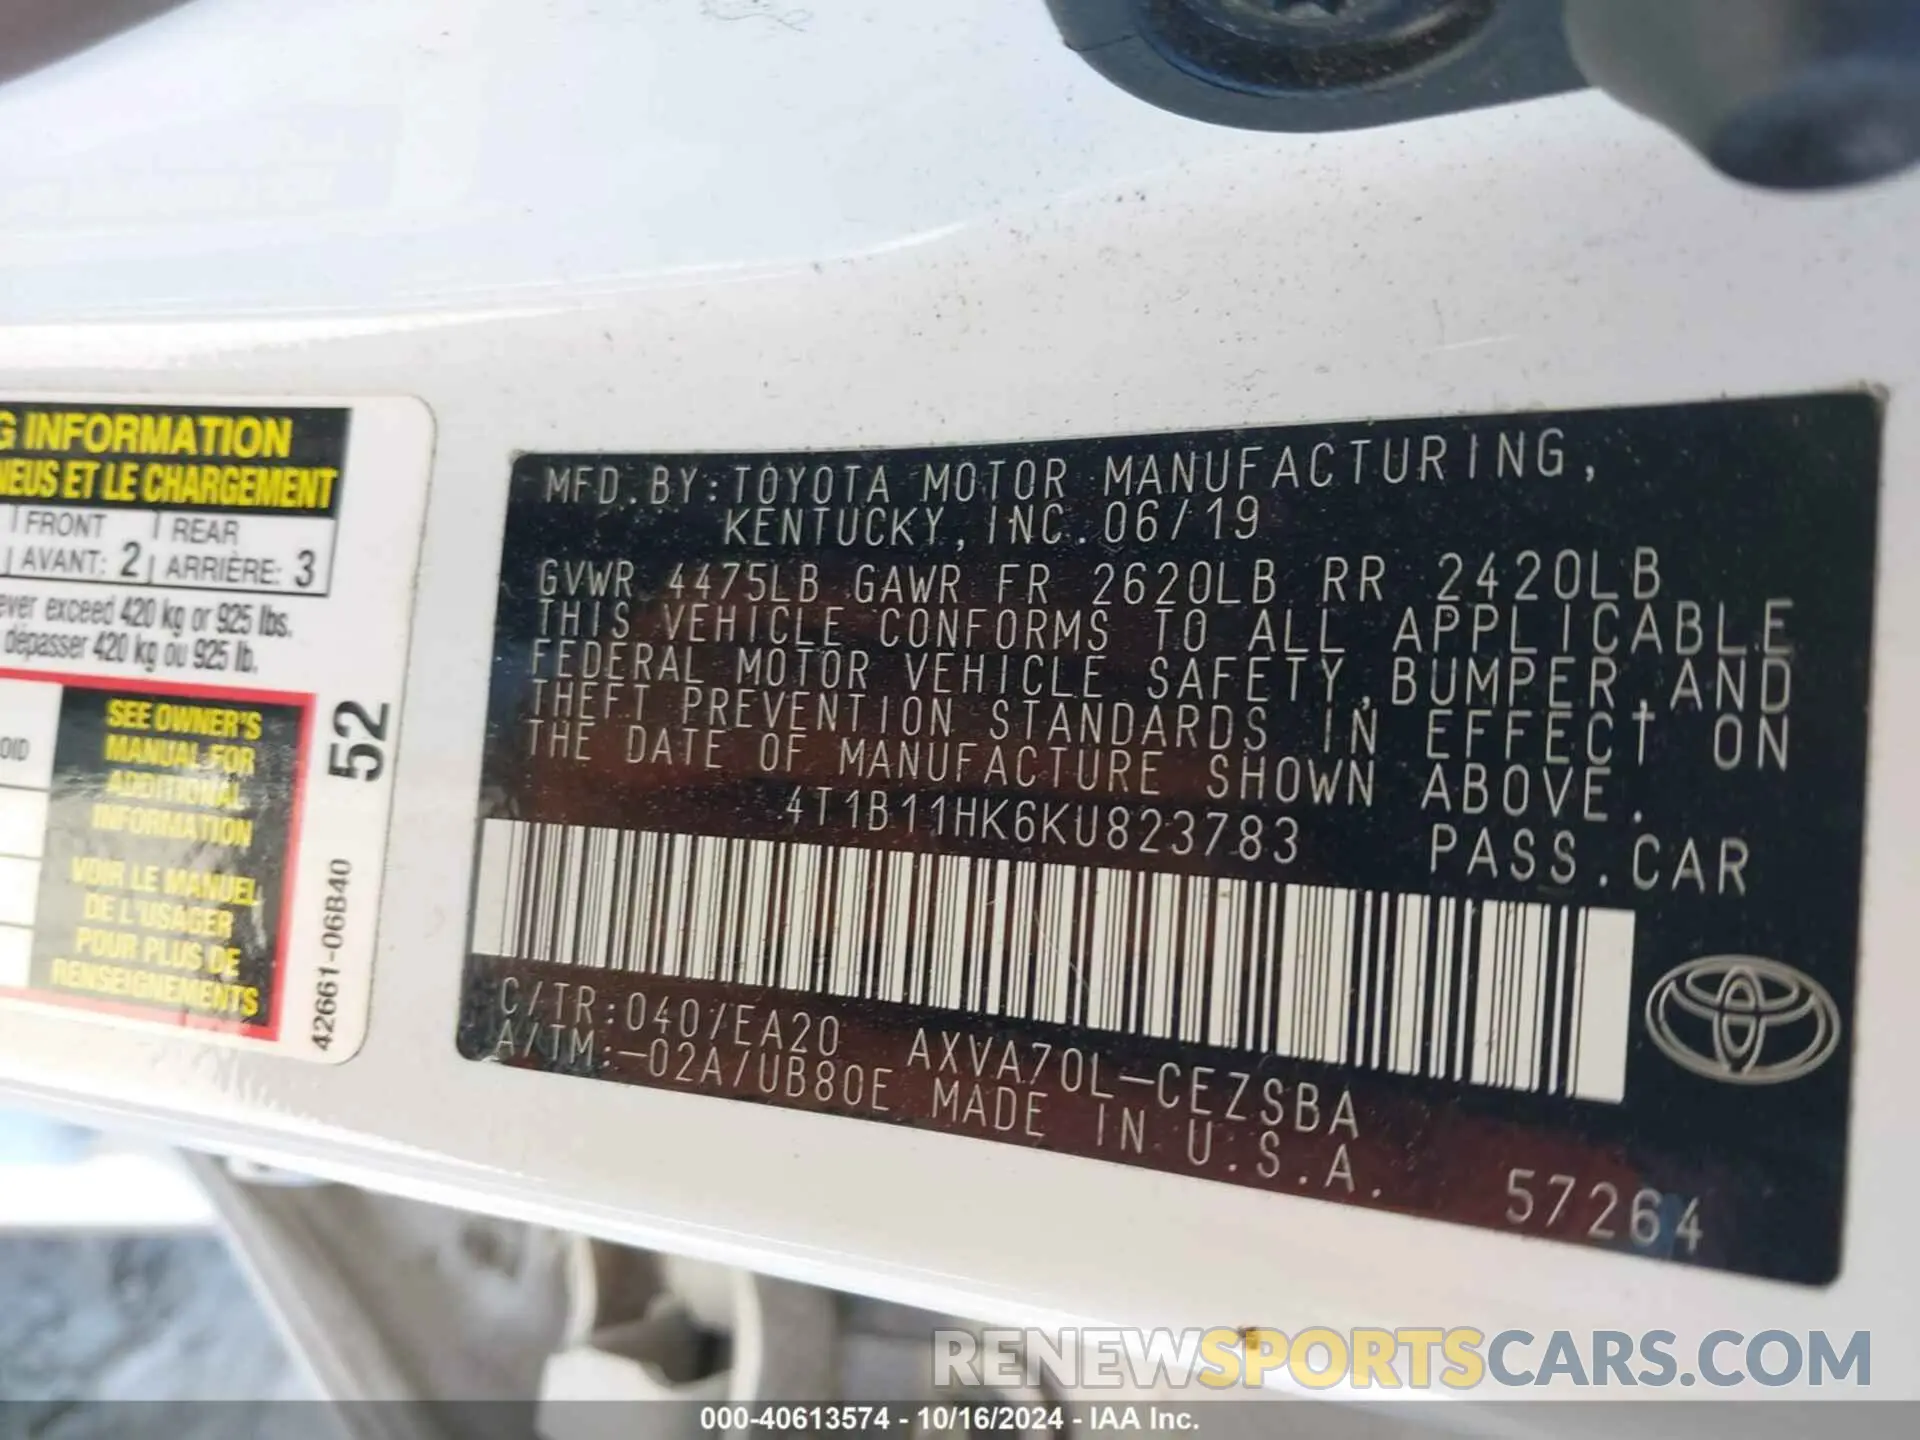 G INFORMATION
NEUS ET LE CHARGEMENT
FRONT REAR
AVANT: 2 ARRIÈRE: 3
ever exceed 420 kg or 925 lbs.
dépasser 420 kg ou 925 lb.
OID
SEE OWNER'S
MANUAL FOR
ADDITIONAL
INFORMATION
VOIR LE MANUEL
DE L'USAGER
POUR PLUS DE
RENSEIGNEMENTS
52
42661-06B40
MFD.BY:TOYOTA MOTOR MANUFACTURING,
KENTUCKY, INC. 06/19
GVWR 4475LB GAWR FR 2620LB RR 2420LB
THIS VEHICLE CONFORMS TO ALL APPLICABLE
FEDERAL MOTOR VEHICLE SAFETY,BUMPER,AND
THEFT PREVENTION STANDARDS IN EFFECT ON
THE DATE OF MANUFACTURE SHOWN ABOVE.
4T1B11HK6KU823783 PASS.CAR
C/TR:040/EA20 AXVA70L-CEZSBA
A/TM:-02A/UB80E MADE IN U.S.A.
57264
RENEWSPORTSCARS.COM
000-40613574 - 10/16/2024 - IAA Inc.